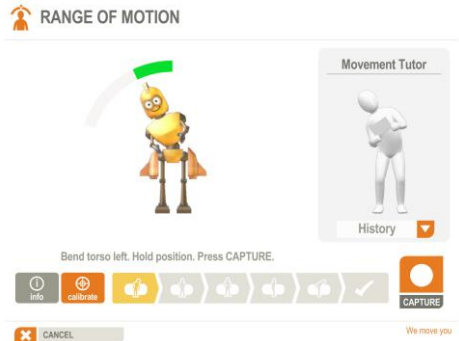 RANGE OF MOTION
Movement Tutor
History
Bend torso left. Hold position. Press CAPTURE.
info
calibrate
CAPTURE
CANCEL
We move you